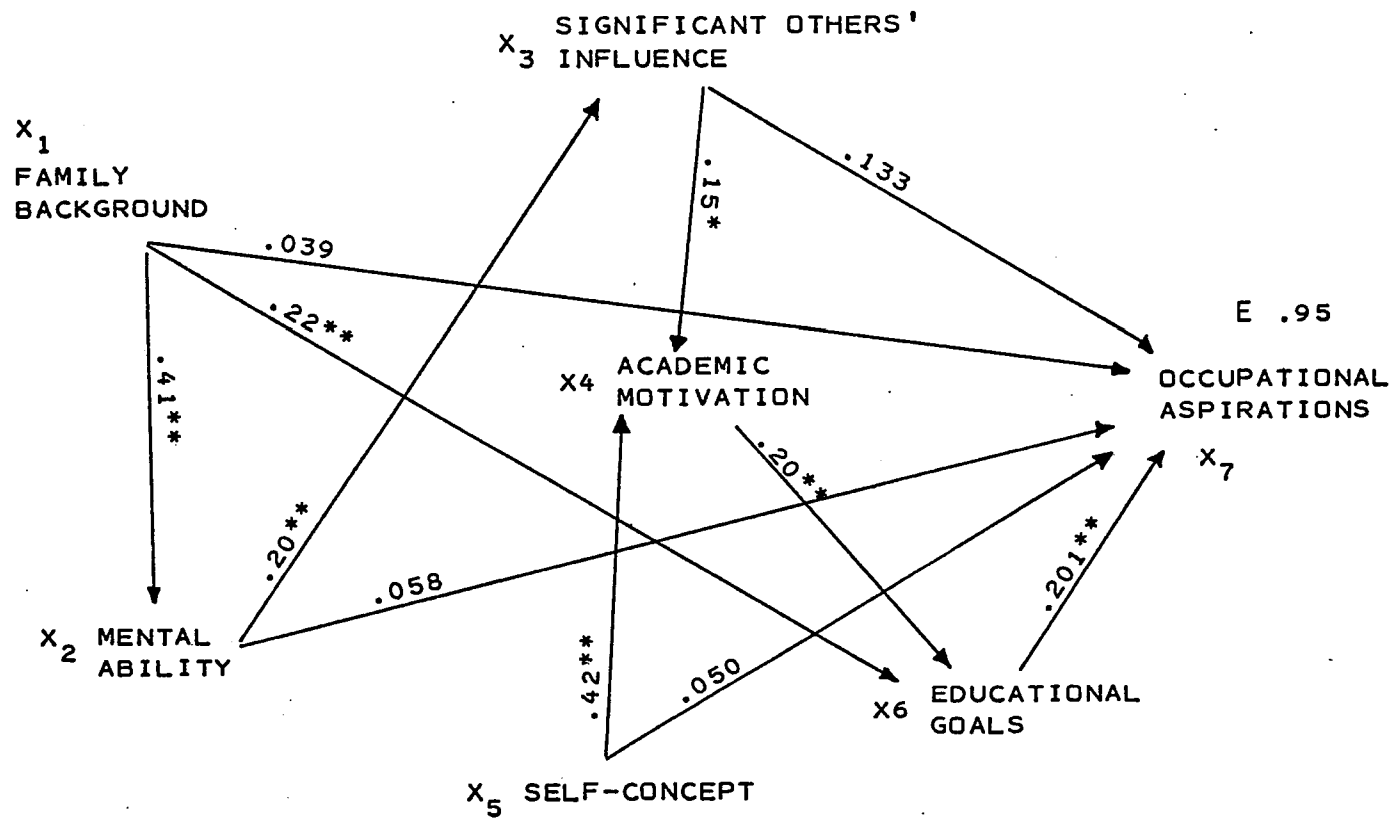 SIGNIFICANT OTHERS'
X3 INFLUENCE
X1
FAMILY
BACKGROUND
.039
.22**
.41**
.15*
.133
E .95
X4 ACADEMIC
MOTIVATION
OCCUPATIONAL
ASPIRATIONS
X7
.20**
.20**
.058
.201**
X2 MENTAL
ABILITY
.42**
.050
X6 EDUCATIONAL
GOALS
X5 SELF-CONCEPT